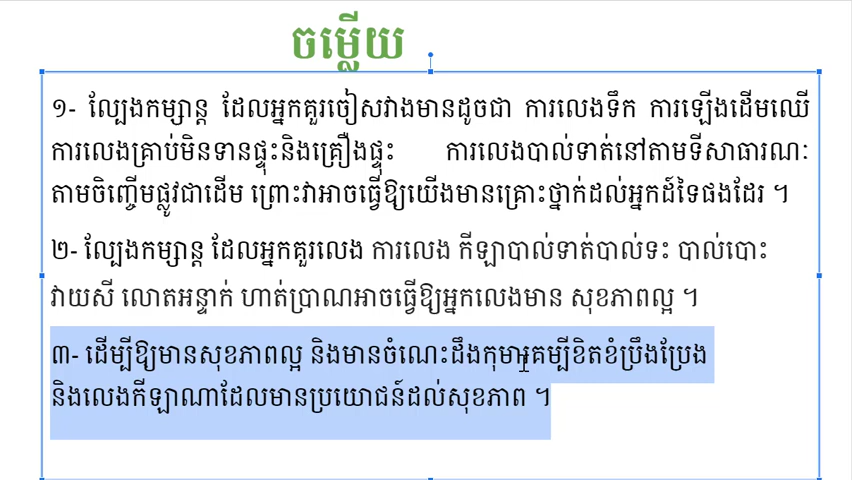 ចម្លើយ
១- ល្បែងកម្សាន្ត ដែលអ្នកគួរចៀសវាងមានដូចជា ការលេងទឹក ការឡើងដើមឈើ
ការលេងគ្រាប់មិនទានផ្ទុះនិងគ្រឿងផ្ទុះ ការលេងបាល់ទាត់នៅតាមទីសាធារណៈ
តាមចិញ្ចើមផ្លូវជាដើម ព្រោះវាអាចធ្វើឱ្យយើងមានគ្រោះថ្នាក់ដល់អ្នកដ៍ទៃផងដែរ ។
២- ល្បែងកម្សាន្ត ដែលអ្នកគួរលេង ការលេង កីឡាបាល់ទាត់បាល់ទះ បាល់បោះ
វាយសី លោតអន្ទាក់ ហាត់ប្រាណអាចធ្វើឱ្យអ្នកលេងមាន សុខភាពល្អ ។
៣- ដើម្បីឱ្យមានសុខភាពល្អ និងមានចំណេះដឹងកុមារគម្បីខិតខំប្រឹងប្រែង
និងលេងកីឡាណាដែលមានប្រយោជន៍ដល់សុខភាព ។